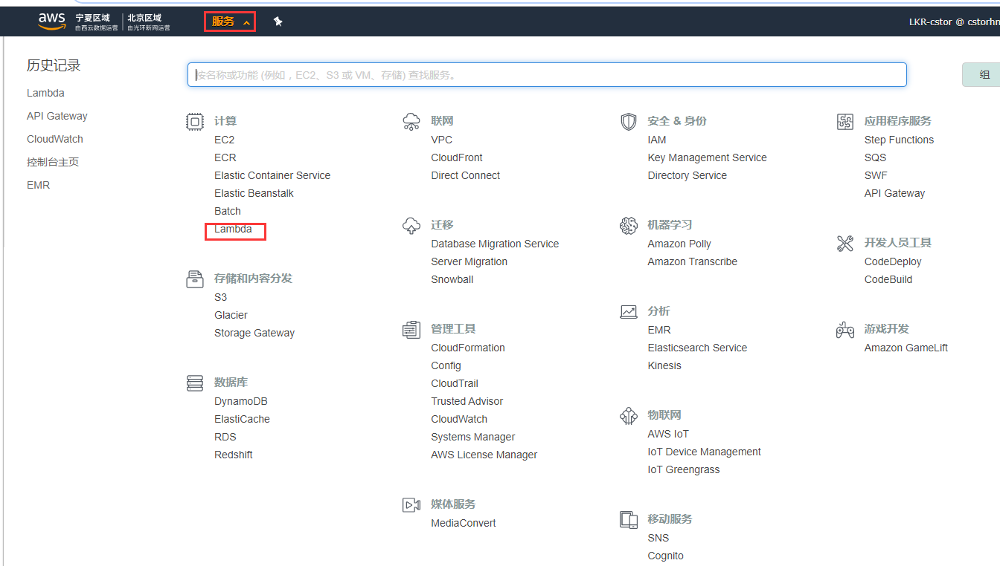 aws 宁夏区域 北京区域
由西云数据运营 由光环新网运营
服务
LKR-cstor @ cstorhn
历史记录
Lambda
API Gateway
CloudWatch
控制台主页
EMR
按名称或功能 (例如，EC2、S3 或 VM、存储) 查找服务。
组
计算
EC2
ECR
Elastic Container Service
Elastic Beanstalk
Batch
Lambda
存储和内容分发
S3
Glacier
Storage Gateway
数据库
DynamoDB
ElastiCache
RDS
Redshift
联网
VPC
CloudFront
Direct Connect
迁移
Database Migration Service
Server Migration
Snowball
管理工具
CloudFormation
Config
CloudTrail
Trusted Advisor
CloudWatch
Systems Manager
AWS License Manager
媒体服务
MediaConvert
安全 & 身份
IAM
Key Management Service
Directory Service
机器学习
Amazon Polly
Amazon Transcribe
分析
EMR
Elasticsearch Service
Kinesis
物联网
AWS IoT
IoT Device Management
IoT Greengrass
移动服务
SNS
Cognito
应用程序服务
Step Functions
SQS
SWF
API Gateway
开发人员工具
CodeDeploy
CodeBuild
游戏开发
Amazon GameLift